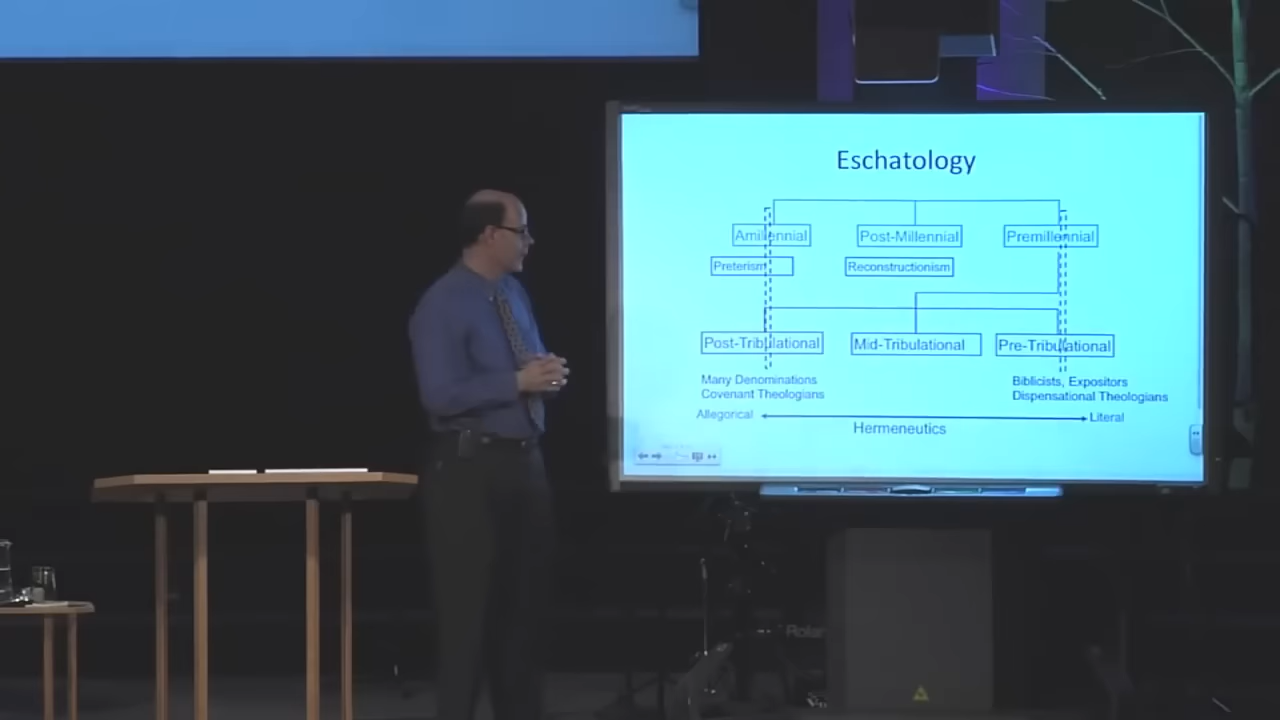 Eschatology
Amillennial
Post-Millennial
Premillennial
Preterism
Reconstructionism
Post-Tribulational
Mid-Tribulational
Pre-Tribulational
Many Denominations
Covenant Theologians
Biblicists, Expositors
Dispensational Theologians
Allegorical
Literal
Hermeneutics
Roland